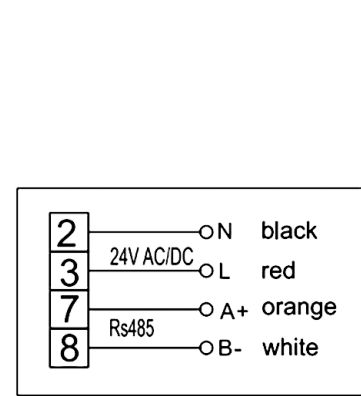 2 N black
24V AC/DC
3 L red
7 A+ orange
Rs485
8 B- white